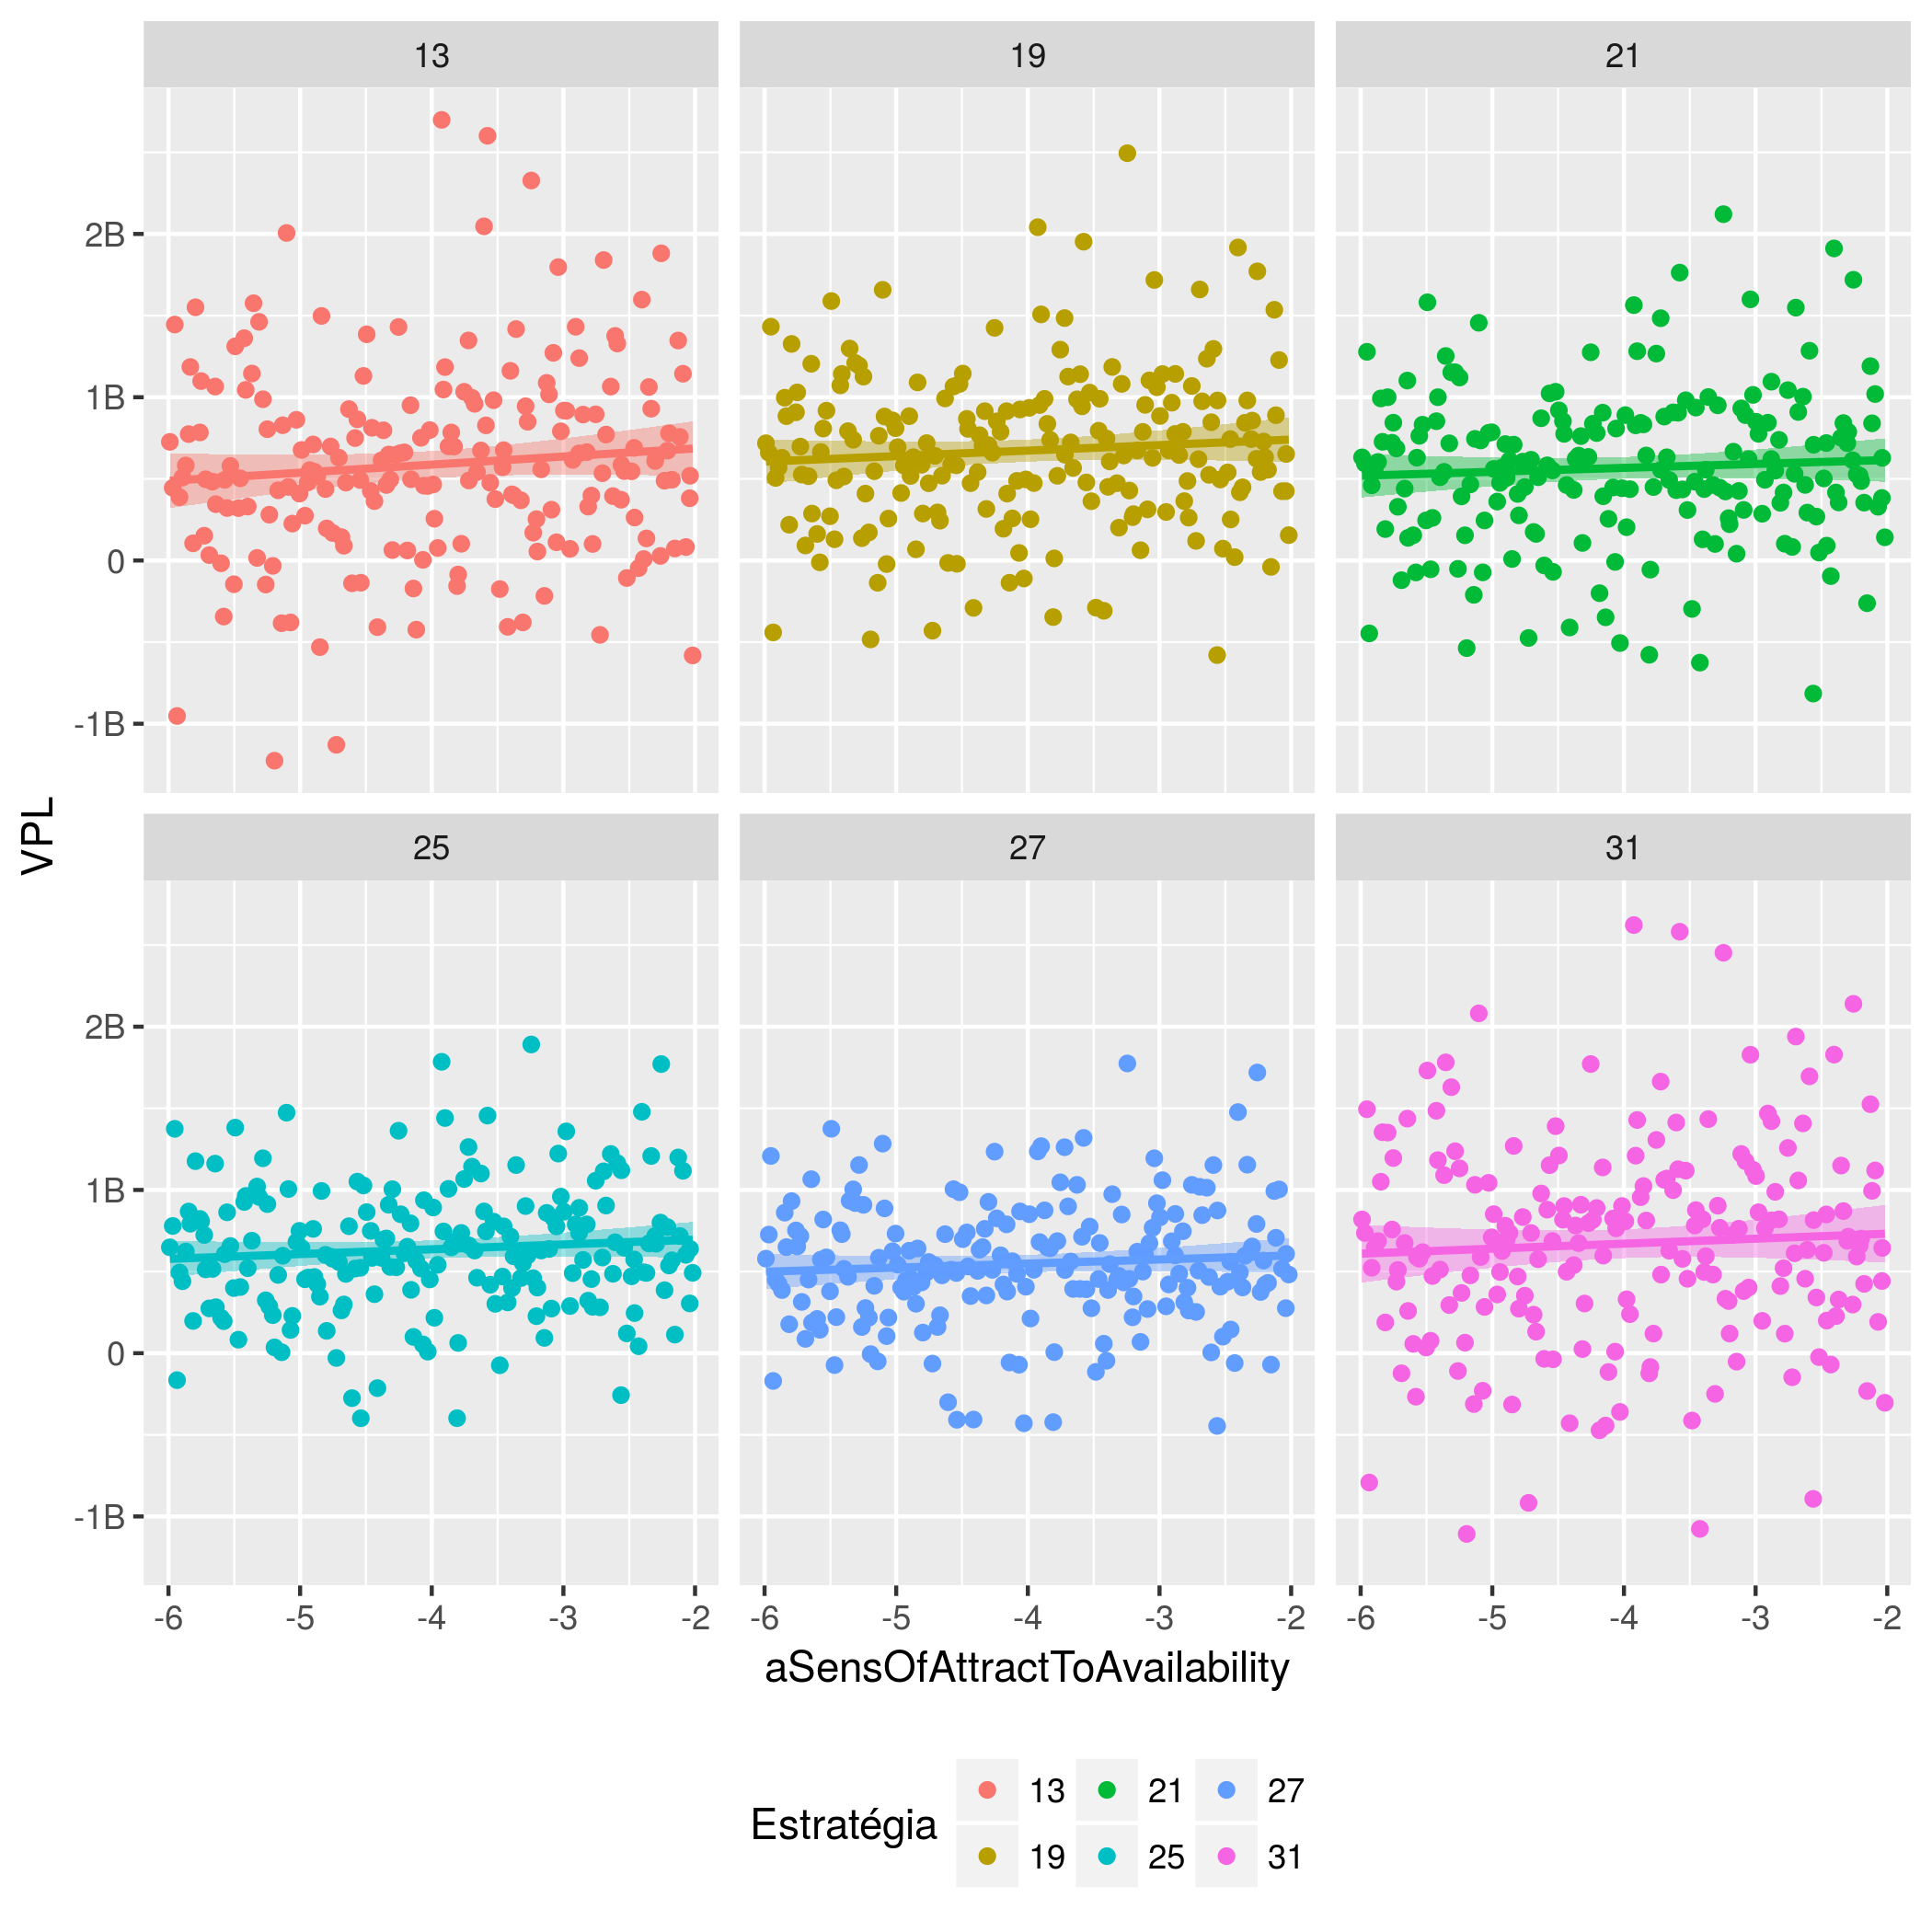 13 19 21
2B
1B
0
-1B
VPL
25 27 31
2B
1B
0
-1B
-6 -5 -4 -3 -2 -6 -5 -4 -3 -2 -6 -5 -4 -3 -2
aSensOfAttractToAvailability
Estratégia
13 21 27
19 25 31